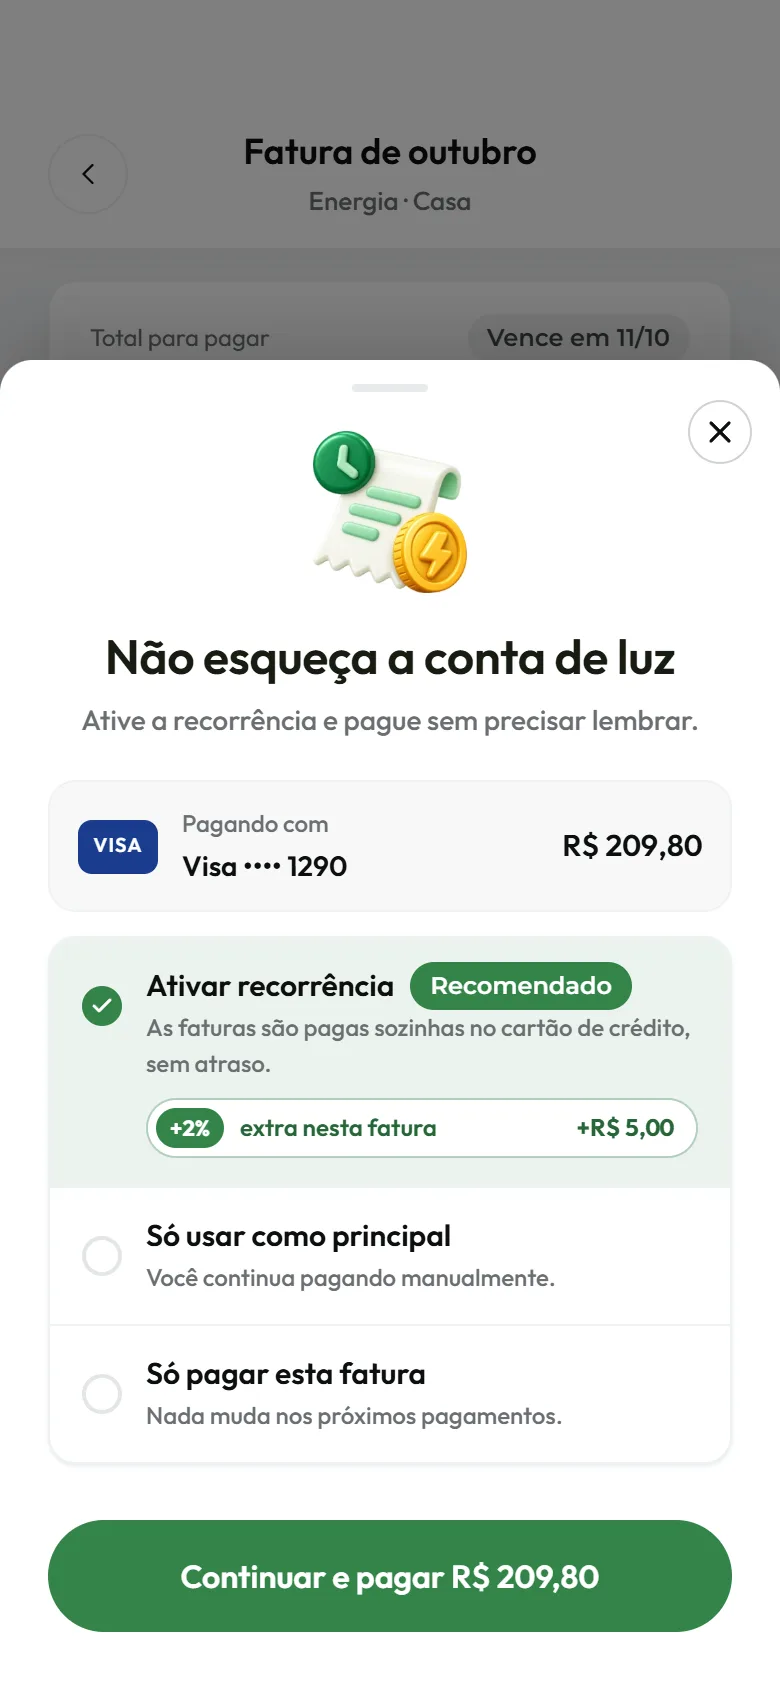 Fatura de outubro
Energia · Casa
Total para pagar
Vence em 11/10
Não esqueça a conta de luz
Ative a recorrência e pague sem precisar lembrar.
VISA
Pagando com
Visa •••• 1290
R$ 209,80
Ativar recorrência
Recomendado
As faturas são pagas sozinhas no cartão de crédito,
sem atraso.
+2%
extra nesta fatura
+R$ 5,00
Só usar como principal
Você continua pagando manualmente.
Só pagar esta fatura
Nada muda nos próximos pagamentos.
Continuar e pagar R$ 209,80